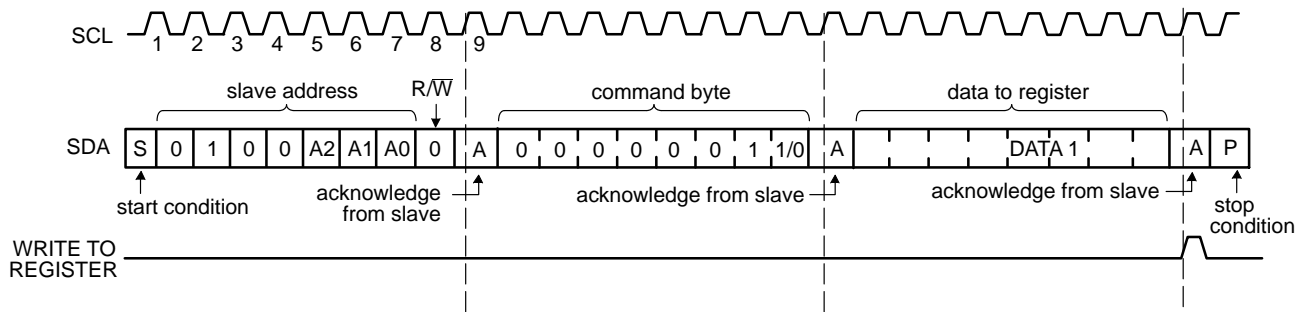 SCL
1 2 3 4 5 6 7 8 9
R/W
slave address
command byte
data to register
SDA S 0 1 0 0 A2 A1 A0 0 A 0 0 0 0 0 0 1 1/0 A DATA 1 A P
start condition
acknowledge
from slave
acknowledge from slave
acknowledge from slave
stop
condition
WRITE TO
REGISTER